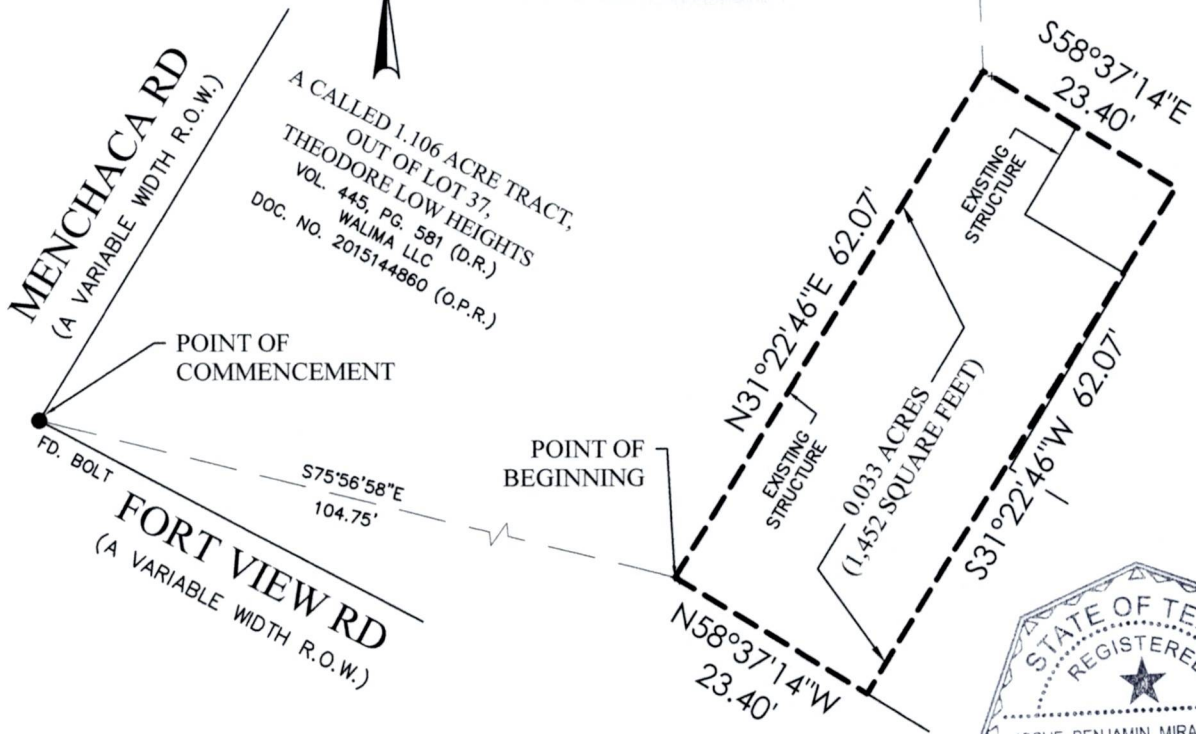 MENCHACA RD
(A VARIABLE WIDTH R.O.W.)
A CALLED 1.106 ACRE TRACT,
OUT OF LOT 37,
THEODORE LOW HEIGHTS
VOL. 445, PG. 581 (D.R.)
WALIMA LLC
DOC. NO. 2015144860 (O.P.R.)
POINT OF
COMMENCEMENT
FD. BOLT
FORT VIEW RD
(A VARIABLE WIDTH R.O.W.)
S75°56'58"E
104.75'
POINT OF
BEGINNING
N31°22'46"E 62.07'
EXISTING
STRUCTURE
0.033 ACRES
(1,452 SQUARE FEET)
S58°37'14"E
23.40'
EXISTING
STRUCTURE
S31°22'46"W 62.07'
N58°37'14"W
23.40'
STATE OF
REGISTERED
BENJAMIN